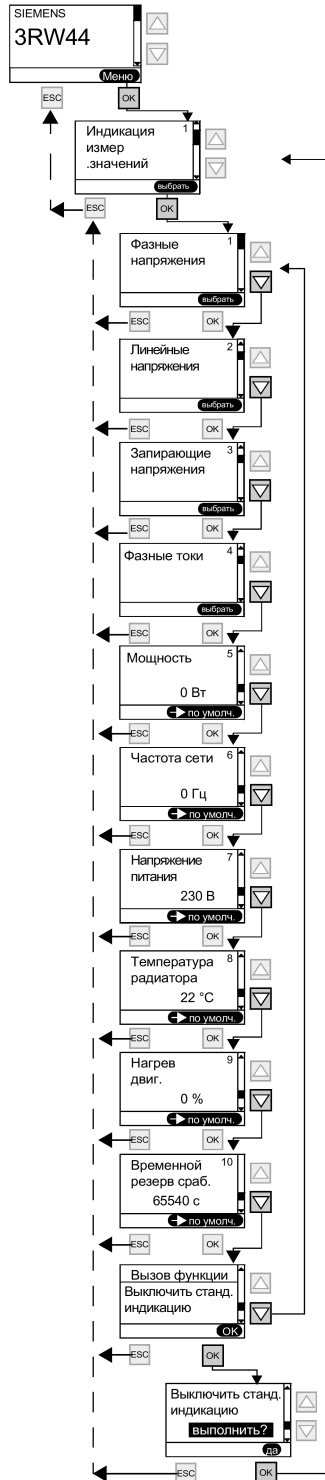 SIEMENS
3RW44
Меню
ESC
OK
Индикация 1
измер
.значений
выбрать
ESC
OK
Фазные 1
напряжения
выбрать
ESC
OK
Линейные 2
напряжения
выбрать
ESC
OK
Запирающие 3
напряжения
выбрать
ESC
OK
Фазные токи 4
выбрать
ESC
OK
Мощность 5
0 Вт
по умолч.
ESC
OK
Частота сети 6
0 Гц
по умолч.
ESC
OK
Напряжение 7
питания
230 В
по умолч.
ESC
OK
Температура 8
радиатора
22 °C
по умолч.
ESC
OK
Нагрев 9
двиг.
0 %
по умолч.
ESC
OK
Временной 10
резерв сраб.
65540 с
по умолч.
ESC
OK
Вызов функции
Выключить станд.
индикацию
OK
ESC
OK
Выключить станд.
индикацию
выполнить?
да
ESC
OK